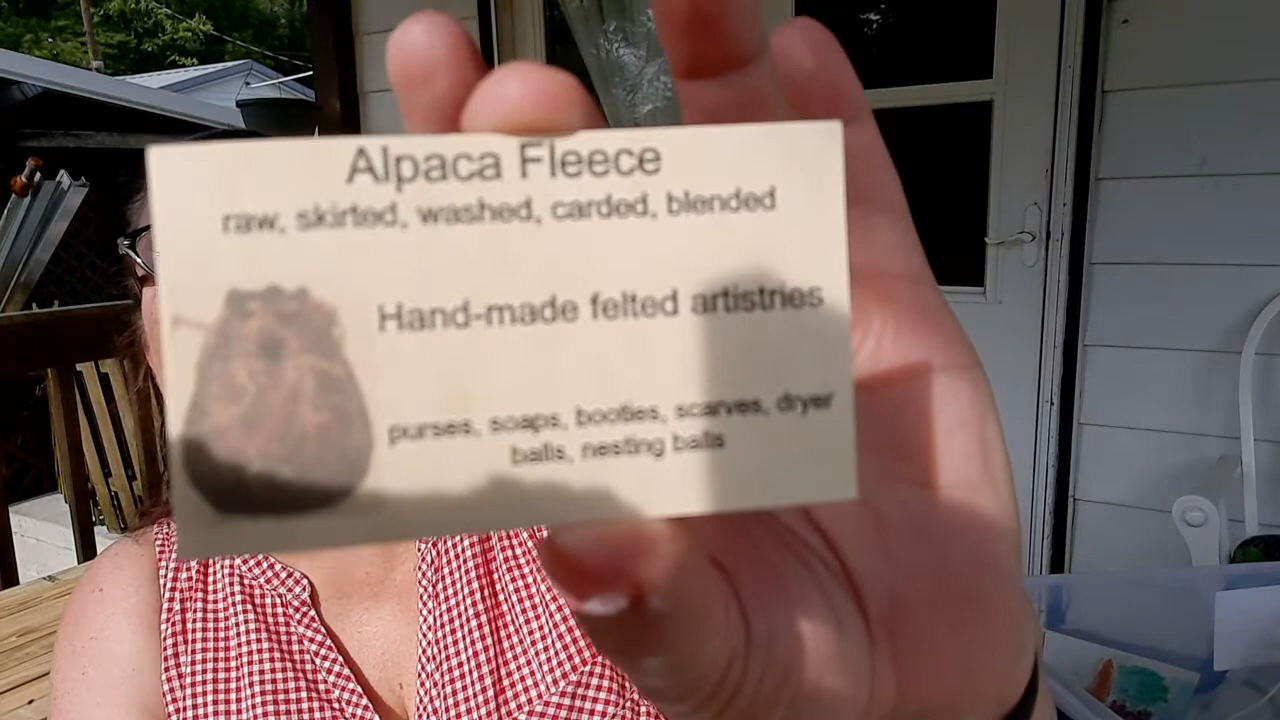 Alpaca Fleece
raw, skirted, washed, carded, blended
Hand-made felted artistries
purses, soaps, booties, scarves, dryer
balls, nesting balls